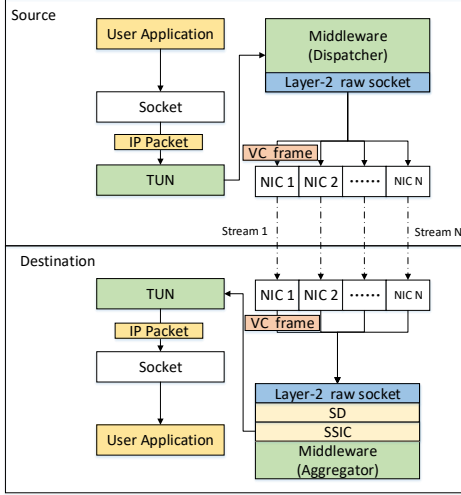 Source
User Application
Middleware
(Dispatcher)
Layer-2 raw socket
Socket
IP Packet
TUN
VC frame
NIC 1 NIC 2 ...... NIC N
Stream 1
Stream N
Destination
NIC 1 NIC 2 ...... NIC N
TUN
VC frame
IP Packet
Socket
Layer-2 raw socket
SD
SSIC
User Application
Middleware
(Aggregator)